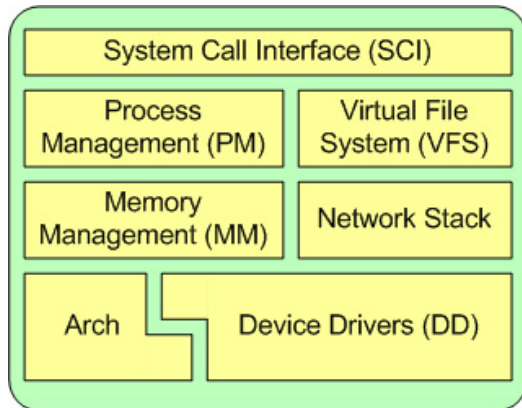 System Call Interface (SCI)
Process
Management (PM)
Virtual File
System (VFS)
Memory
Management (MM)
Network Stack
Arch
Device Drivers (DD)